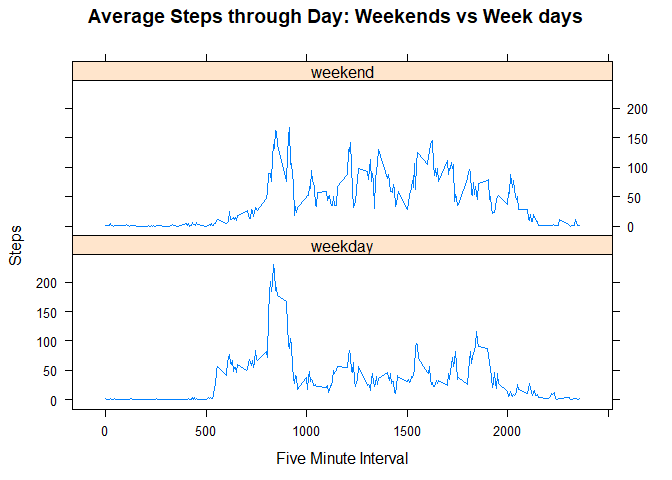 Average Steps through Day: Weekends vs Week days
weekend
200
150
100
50
0
weekday
200
150
100
50
0
Steps
0 500 1000 1500 2000
Five Minute Interval